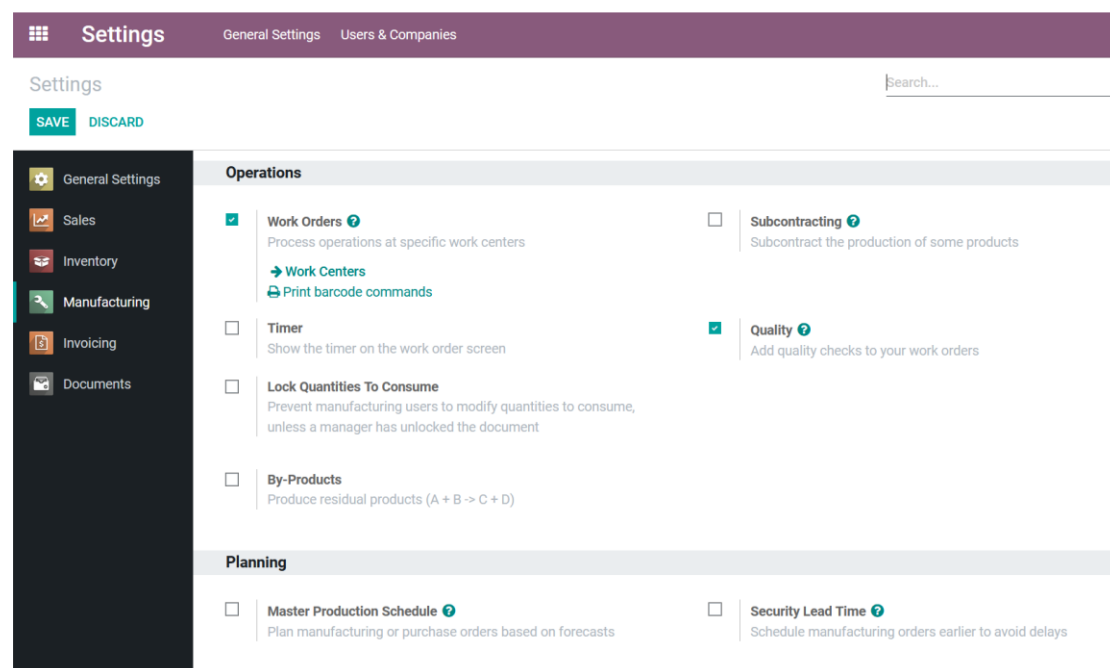 Settings General Settings Users & Companies
Settings
Search...
SAVE DISCARD
General Settings
Sales
Inventory
Manufacturing
Invoicing
Documents
Operations
Work Orders
Process operations at specific work centers
Work Centers
Print barcode commands
Subcontracting
Subcontract the production of some products
Timer
Show the timer on the work order screen
Quality
Add quality checks to your work orders
Lock Quantities To Consume
Prevent manufacturing users to modify quantities to consume,
unless a manager has unlocked the document
By-Products
Produce residual products (A + B -> C + D)
Planning
Master Production Schedule
Plan manufacturing or purchase orders based on forecasts
Security Lead Time
Schedule manufacturing orders earlier to avoid delays